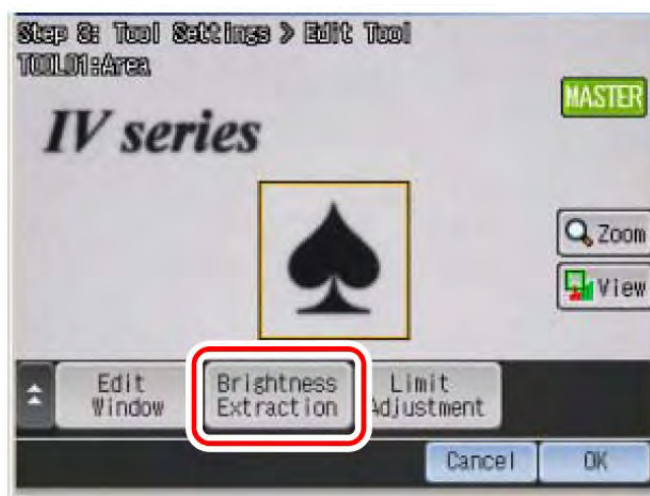 Step 3: Tool Settings > Edit Tool
TOOL01:Area
MASTER
IV series
Zoom
View
Edit
Window
Brightness
Extraction
Limit
Adjustment
Cancel
OK